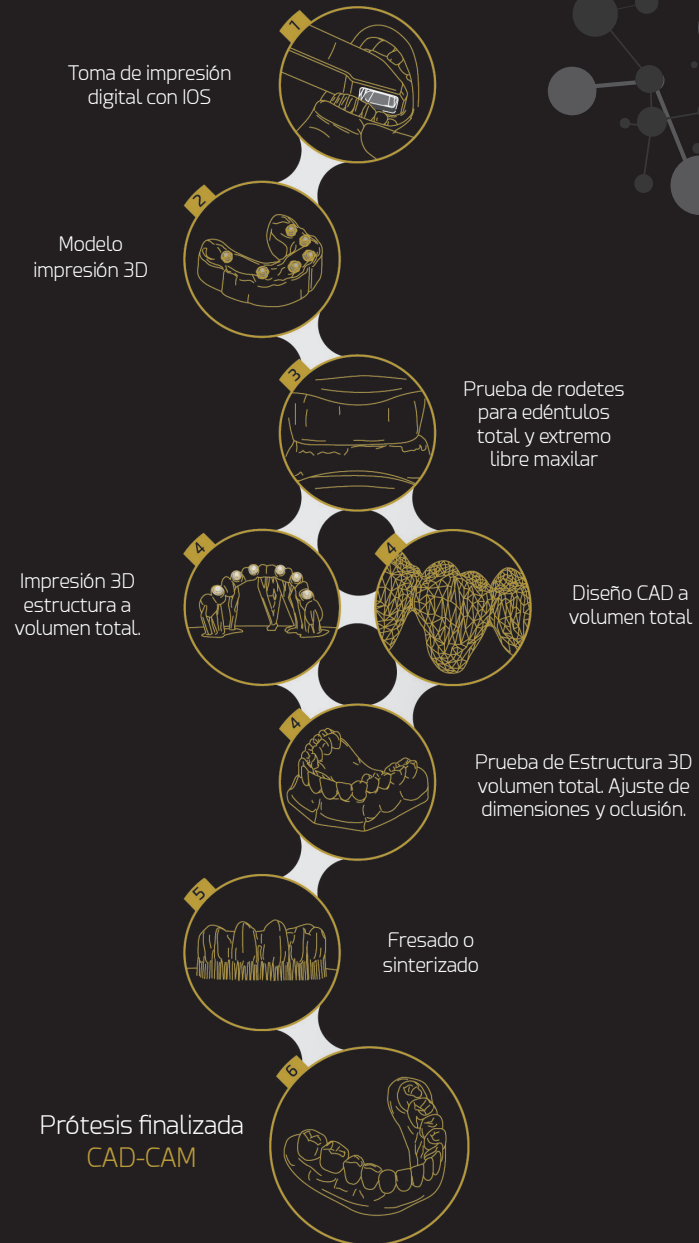 1
Toma de impresión
digital con IOS
2
Modelo
impresión 3D
3
Prueba de rodetes
para edéntulos
total y extremo
libre maxilar
4
Impresión 3D
estructura a
volumen total.
4
Diseño CAD a
volumen total
4
Prueba de Estructura 3D
volumen total. Ajuste de
dimensiones y oclusión.
5
Fresado o
sinterizado
6
Prótesis finalizada
CAD-CAM